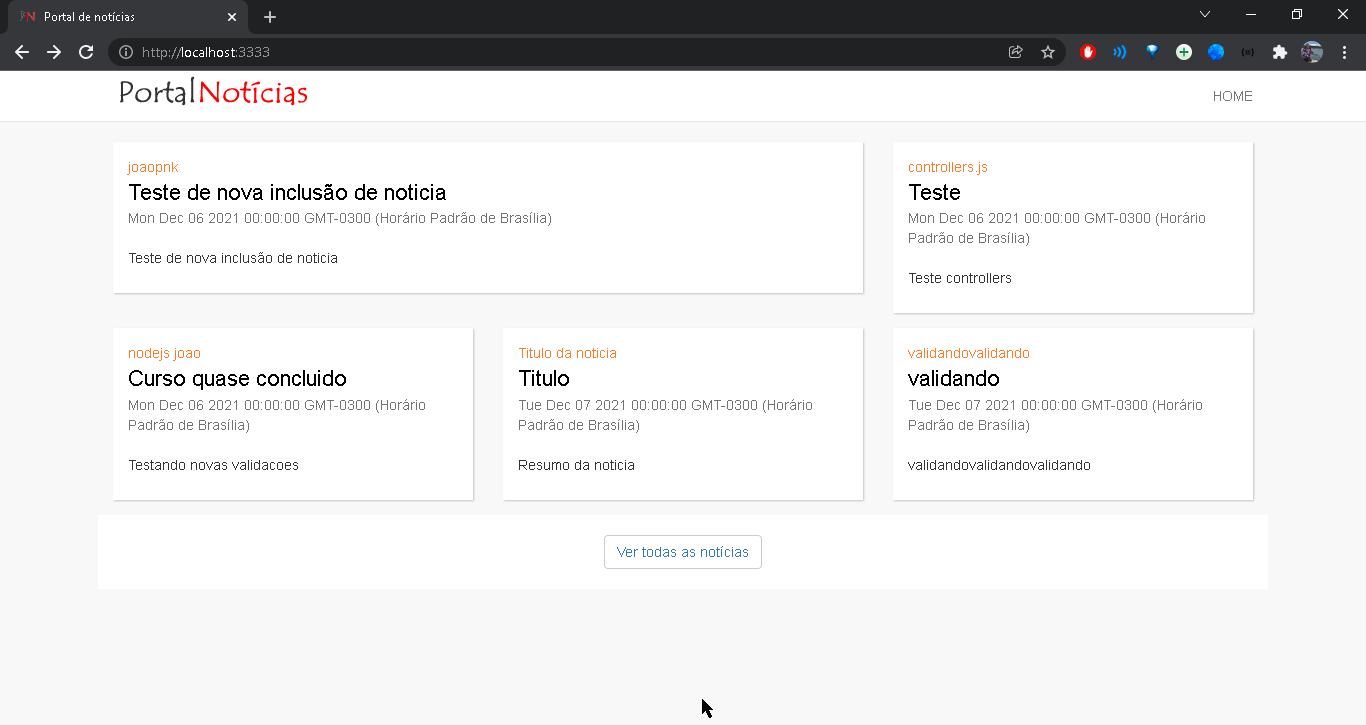 Portal de notícias
http://localhost:3333
PortalNotícias
HOME
joaopnk
Teste de nova inclusão de noticia
Mon Dec 06 2021 00:00:00 GMT-0300 (Horário Padrão de Brasília)
Teste de nova inclusão de noticia
controllers.js
Teste
Mon Dec 06 2021 00:00:00 GMT-0300 (Horário
Padrão de Brasília)
Teste controllers
nodejs joao
Curso quase concluido
Mon Dec 06 2021 00:00:00 GMT-0300 (Horário
Padrão de Brasília)
Testando novas validacoes
Titulo da noticia
Titulo
Tue Dec 07 2021 00:00:00 GMT-0300 (Horário
Padrão de Brasília)
Resumo da noticia
validandovalidando
validando
Tue Dec 07 2021 00:00:00 GMT-0300 (Horário
Padrão de Brasília)
validandovalidandovalidando
Ver todas as notícias